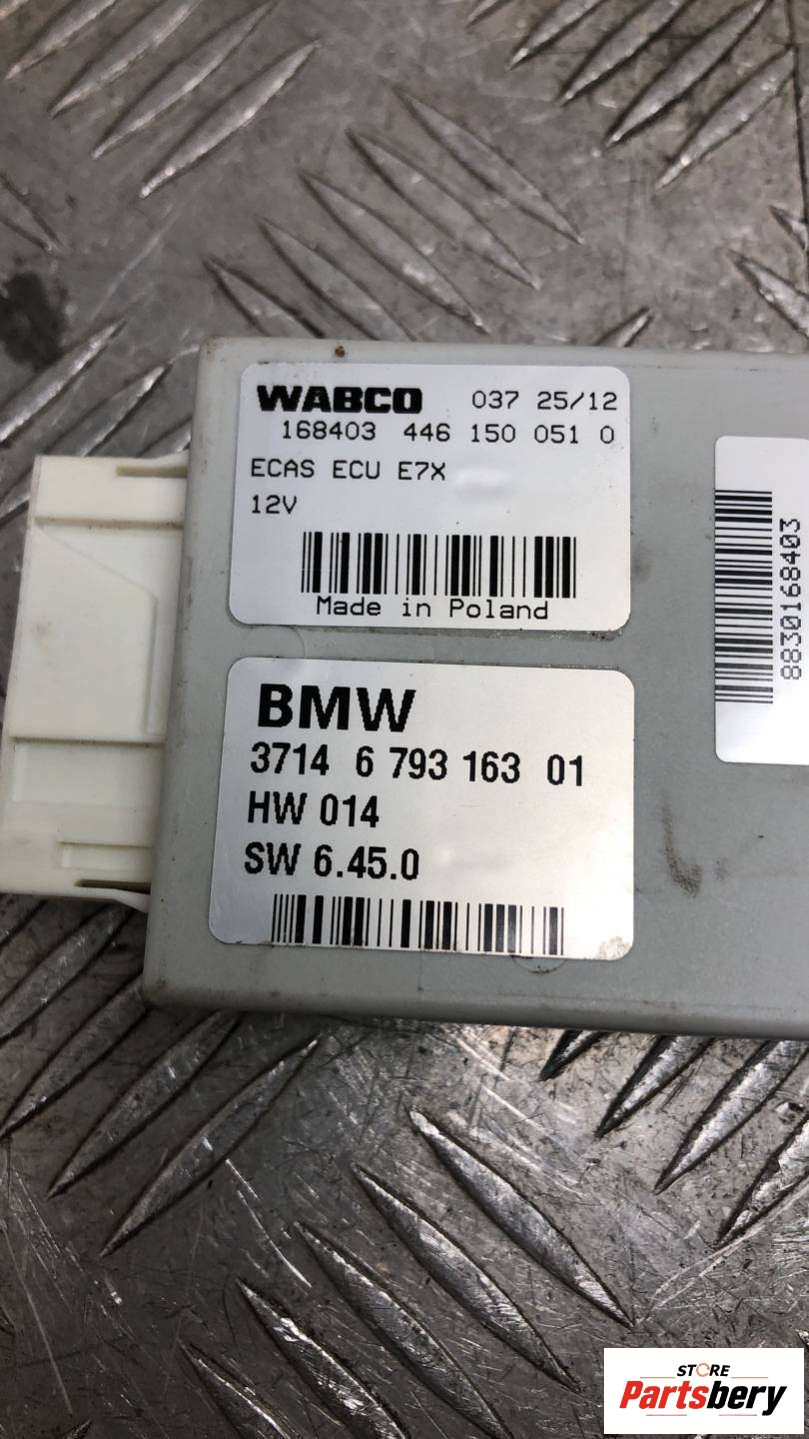 WABCO 037 25/12
168403 446 150 051 0
ECAS ECU E7X
12V
Made in Poland
8830168403
BMW
3714 6 793 163 01
HW 014
SW 6.45.0
STORE
Partsbery